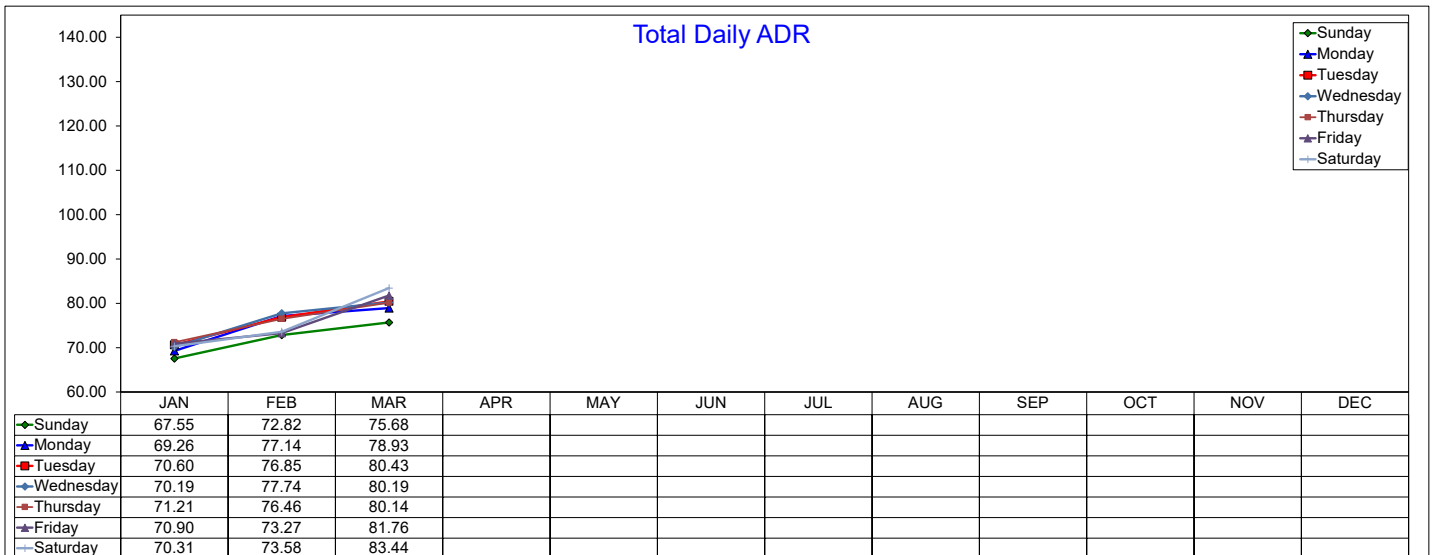 Total Daily ADR
140.00
130.00
120.00
110.00
100.00
90.00
80.00
70.00
60.00
Sunday
Monday
Tuesday
Wednesday
Thursday
Friday
Saturday
JAN FEB MAR APR MAY JUN JUL AUG SEP OCT NOV DEC
Sunday 67.55 72.82 75.68
Monday 69.26 77.14 78.93
Tuesday 70.60 76.85 80.43
Wednesday 70.19 77.74 80.19
Thursday 71.21 76.46 80.14
Friday 70.90 73.27 81.76
Saturday 70.31 73.58 83.44